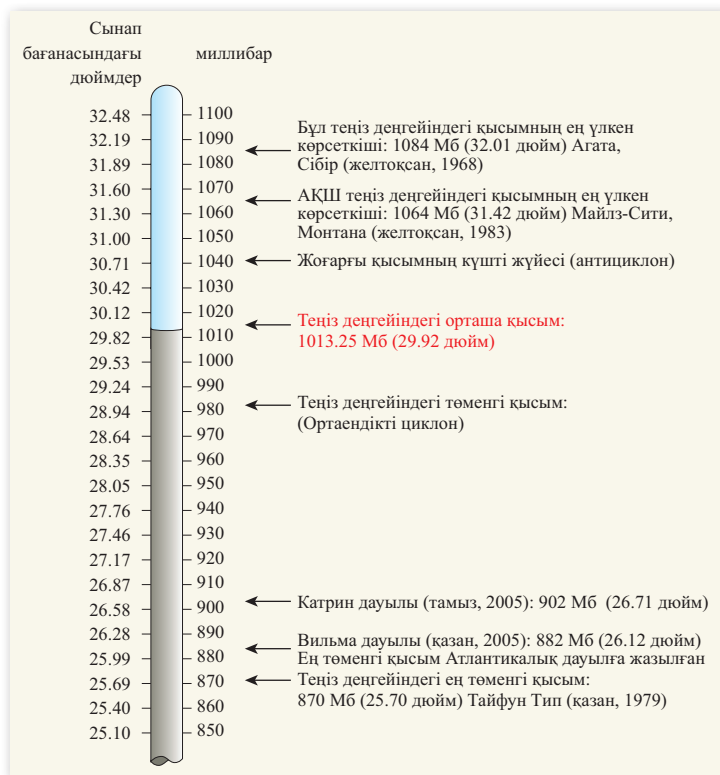 Сынап
бағанасындағы
дюймдер
миллибар
32.48 1100
32.19 1090
31.89 1080
31.60 1070
31.30 1060
31.00 1050
30.71 1040
30.42 1030
30.12 1020
29.82 1010
29.53 1000
29.24 990
28.94 980
28.64 970
28.35 960
28.05 950
27.76 940
27.46 930
27.17 920
26.87 910
26.58 900
26.28 890
25.99 880
25.69 870
25.40 860
25.10 850
Бұл теңіз деңгейіндегі қысымның ең үлкен
көрсеткіші: 1084 Мб (32.01 дюйм) Агата,
Сібір (желтоқсан, 1968)
АҚШ теңіз деңгейіндегі қысымның ең үлкен
көрсеткіші: 1064 Мб (31.42 дюйм) Майлз-Сити,
Монтана (желтоқсан, 1983)
Жоғарғы қысымның күшті жүйесі (антициклон)
Теңіз деңгейіндегі орташа қысым:
1013.25 Мб (29.92 дюйм)
Теңіз деңгейіндегі төменгі қысым:
(Ортаендікті циклон)
Катрин дауылы (тамыз, 2005): 902 Мб (26.71 дюйм)
Вильма дауылы (қазан, 2005): 882 Мб (26.12 дюйм)
Ең төменгі қысым Атлантикалық дауылға жазылған
Теңіз деңгейіндегі ең төменгі қысым:
870 Мб (25.70 дюйм) Тайфун Тип (қазан, 1979)